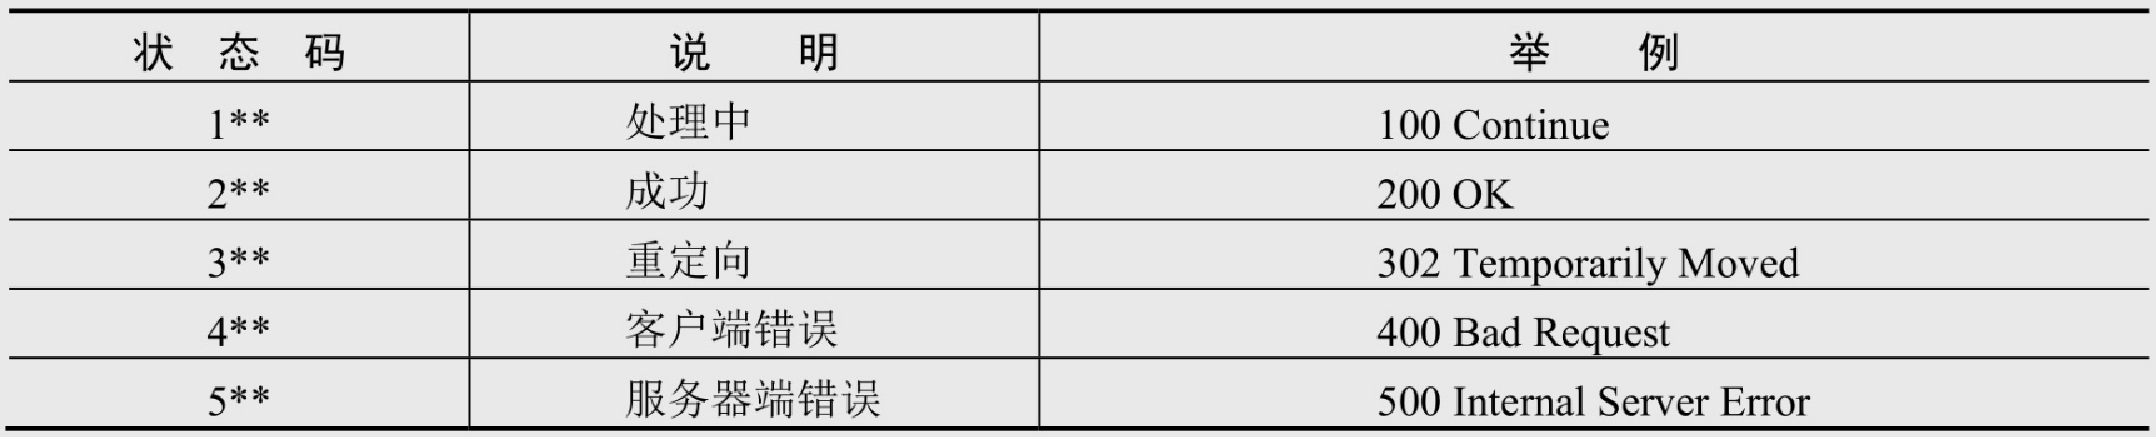 状态码 说明 举例
1** 处理中 100 Continue
2** 成功 200 OK
3** 重定向 302 Temporarily Moved
4** 客户端错误 400 Bad Request
5** 服务器端错误 500 Internal Server Error